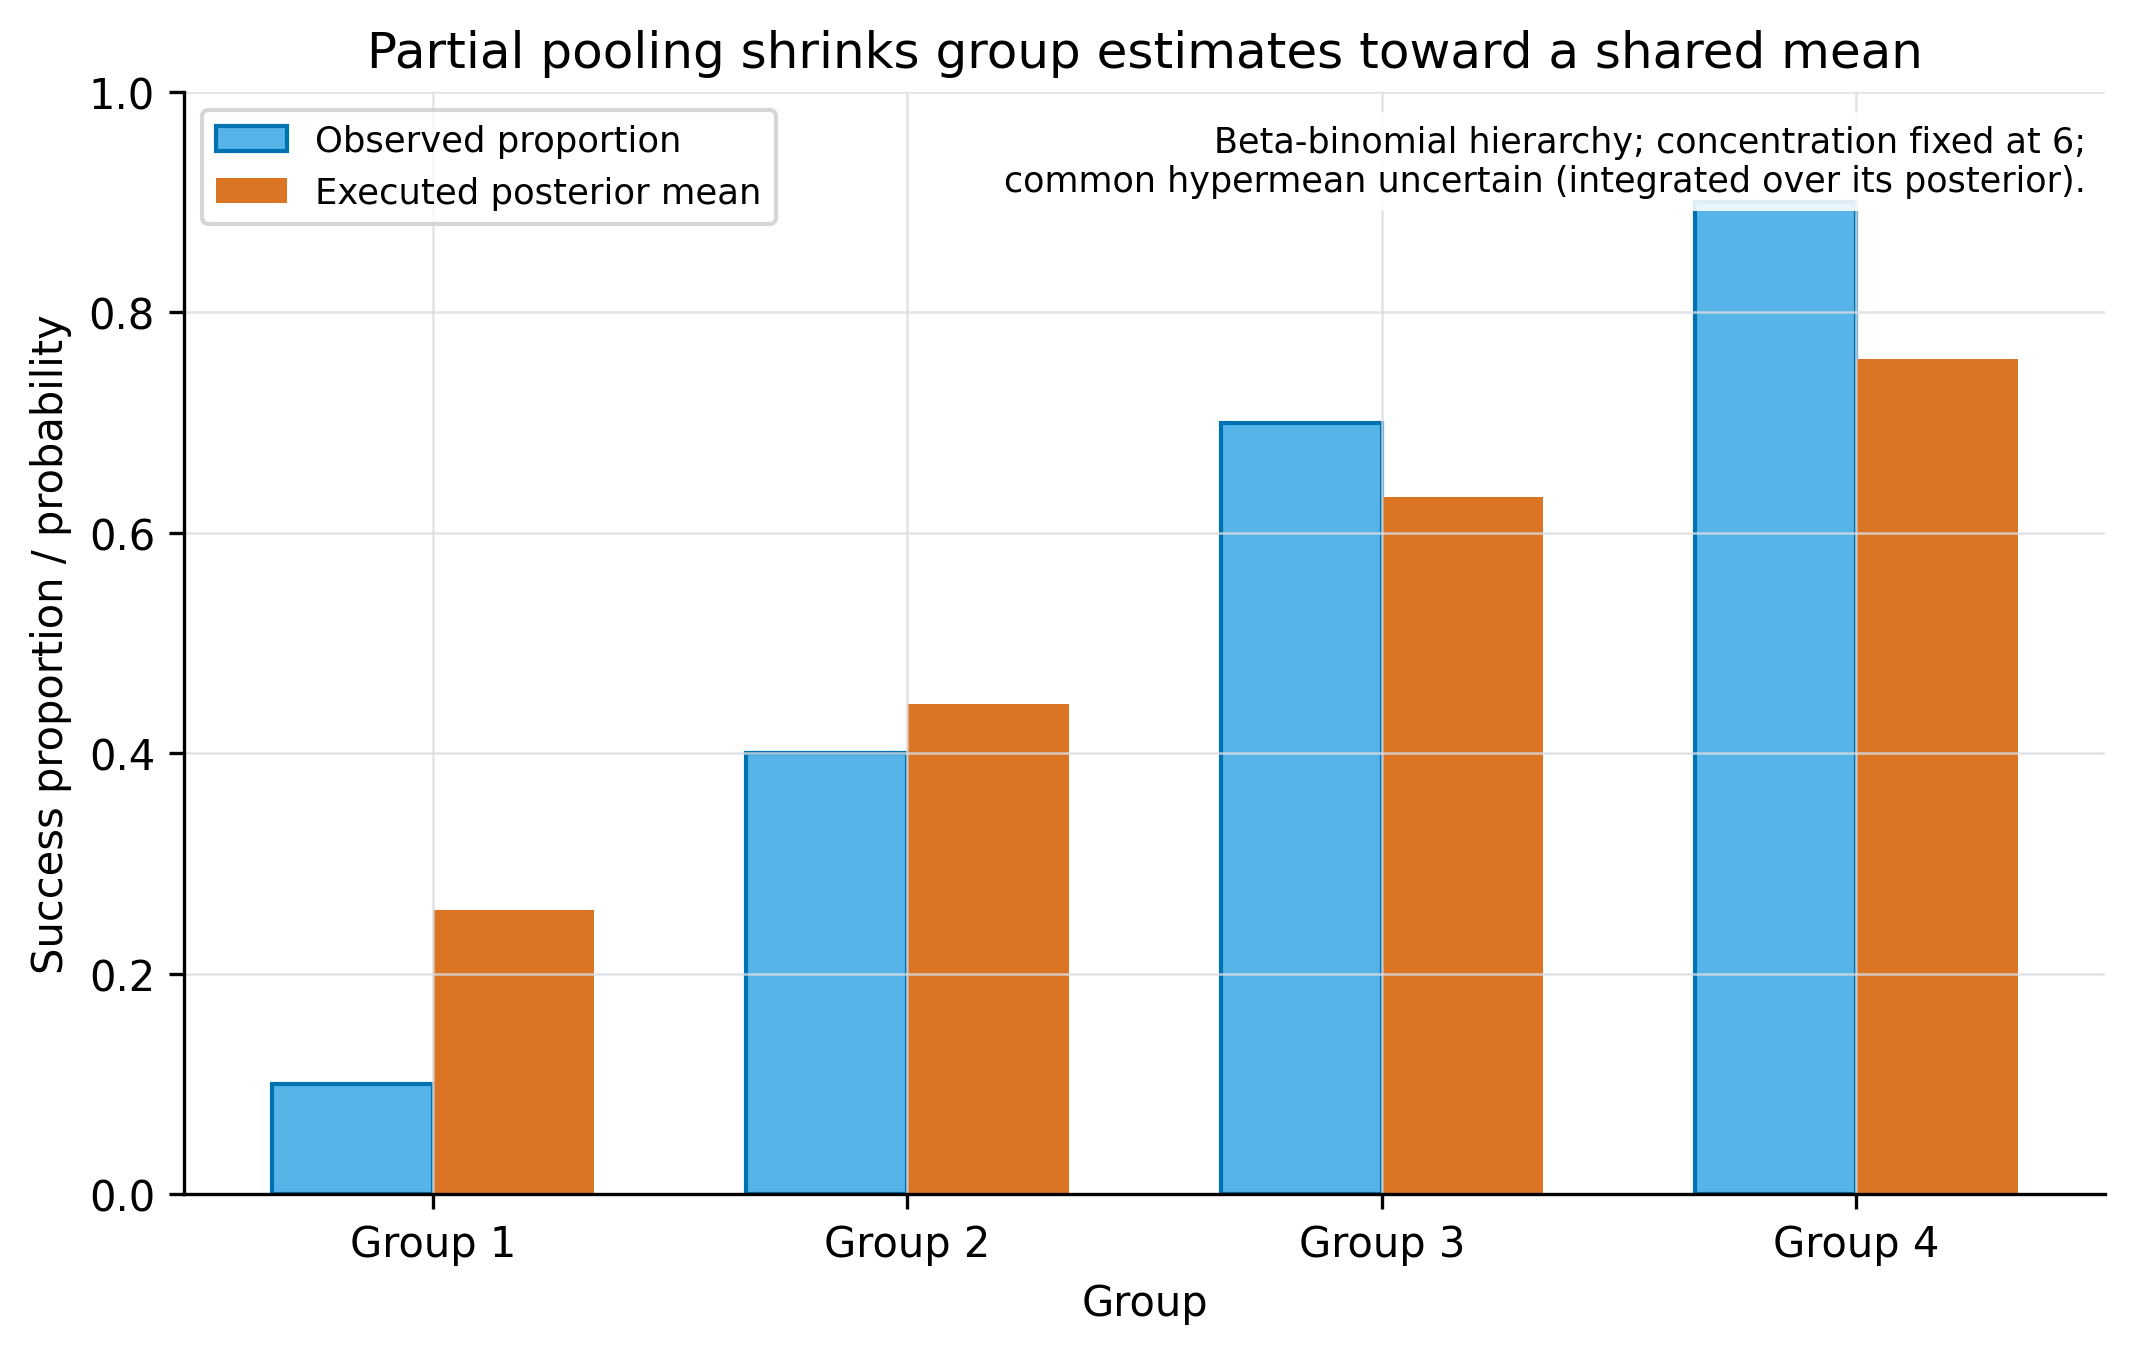 Partial pooling shrinks group estimates toward a shared mean
Observed proportion
Executed posterior mean
Beta-binomial hierarchy; concentration fixed at 6;
common hypermean uncertain (integrated over its posterior).
Success proportion / probability
1.0
0.8
0.6
0.4
0.2
0.0
Group 1
Group 2
Group 3
Group 4
Group